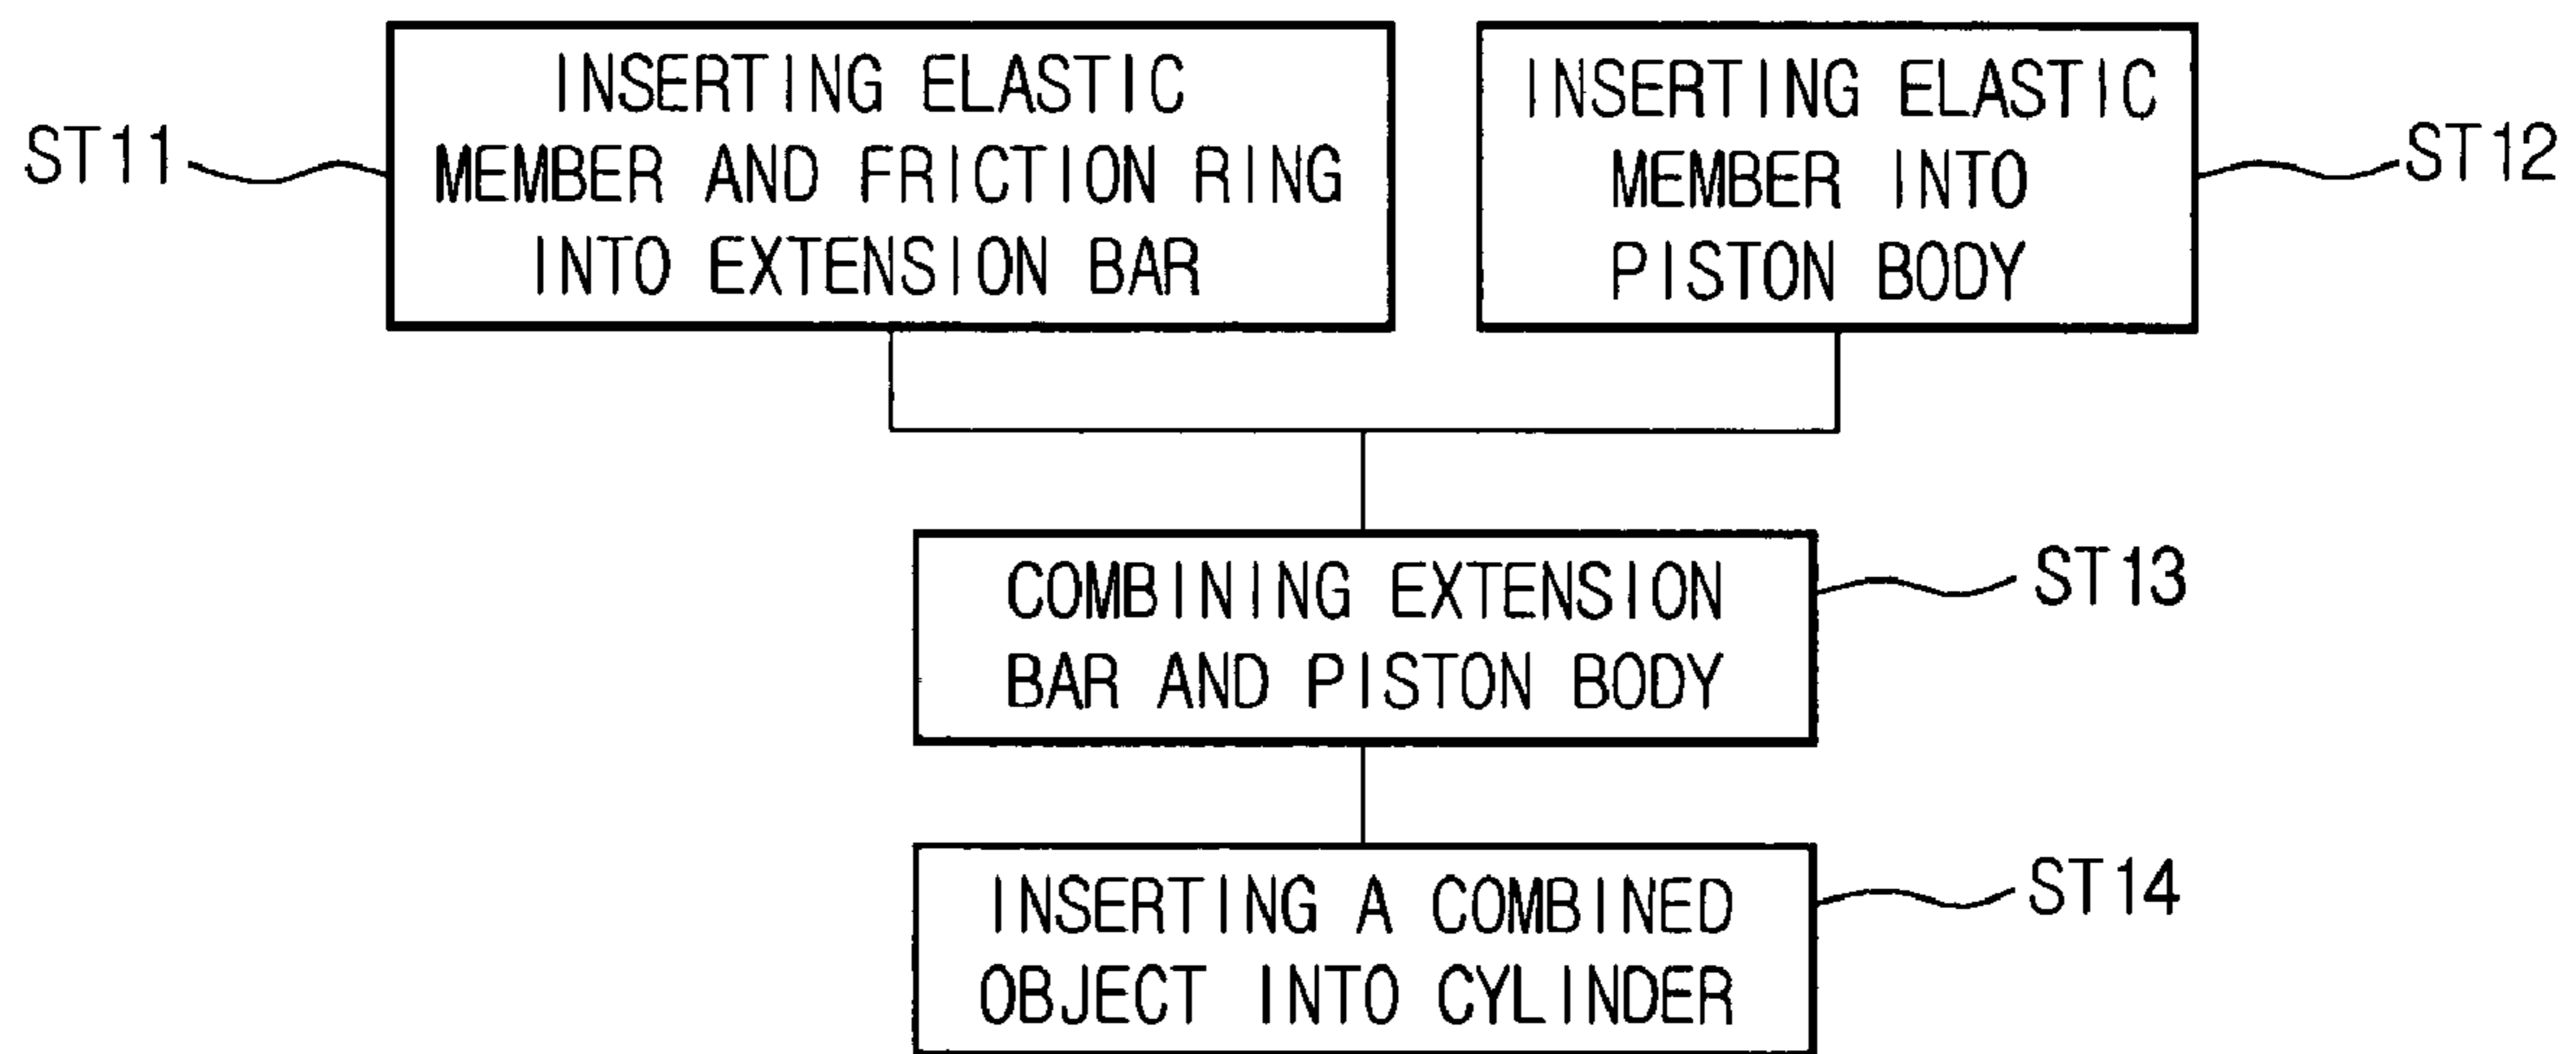 INSERTING ELASTIC
MEMBER AND FRICTION RING
INTO EXTENSION BAR
ST11
INSERTING ELASTIC
MEMBER INTO
PISTON BODY
ST12
COMBINING EXTENSION
BAR AND PISTON BODY
ST13
INSERTING A COMBINED
OBJECT INTO CYLINDER
ST14